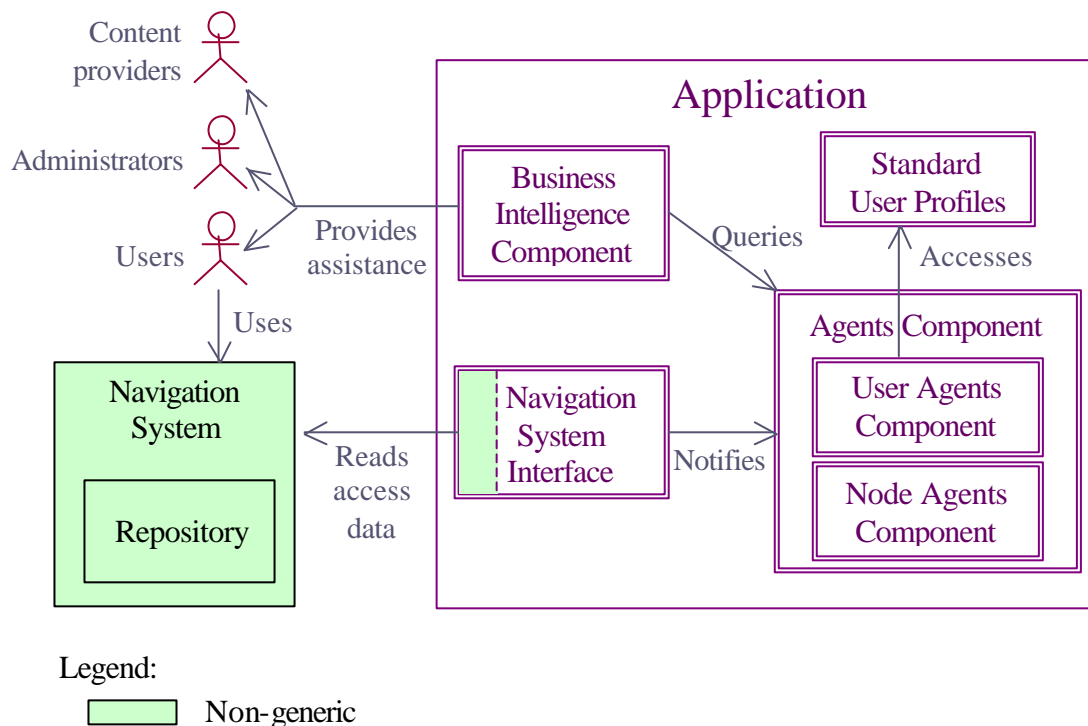 Content
providers
Administrators
Users
Uses
Provides
assistance
Application
Business
Intelligence
Component
Standard
User Profiles
Queries
Accesses
Agents Component
User Agents
Component
Node Agents
Component
Navigation
System
Repository
Reads
access
data
Navigation
System
Interface
Notifies
Legend:
Non-generic